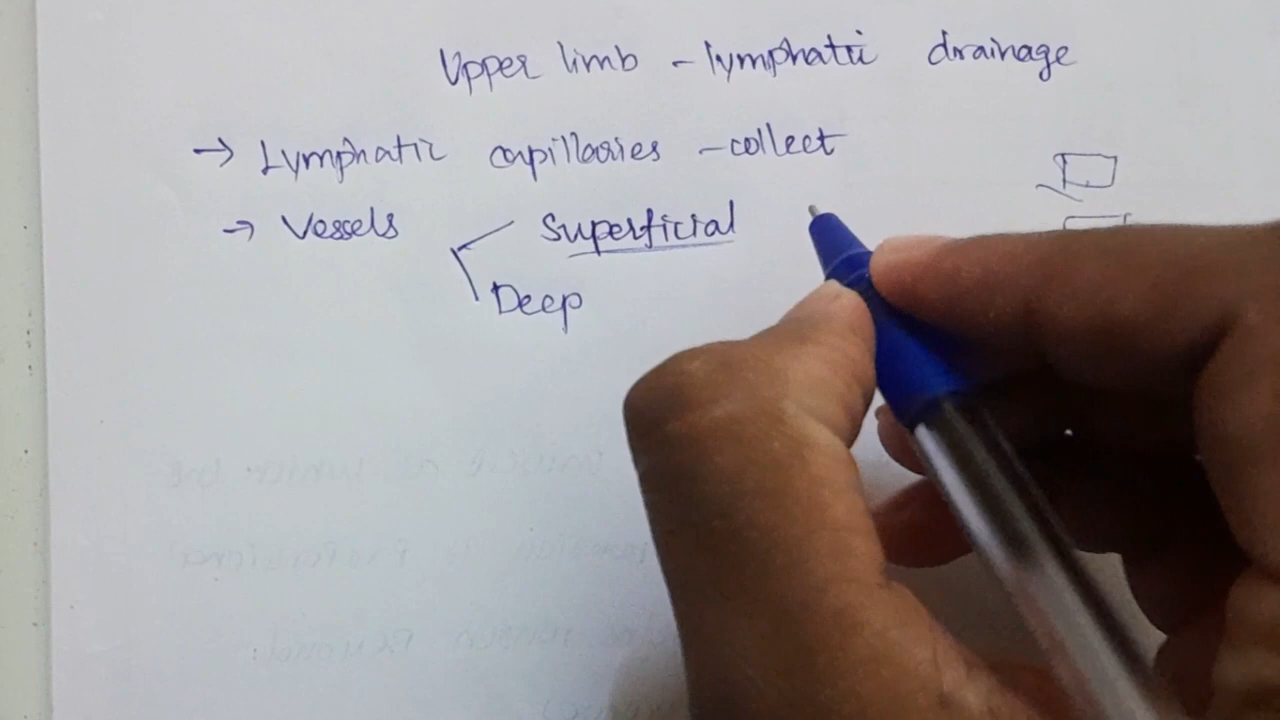 Upper limb - lymphatic drainage
→ Lymphatic capillaries - collect
→ Vessels Superficial
Deep